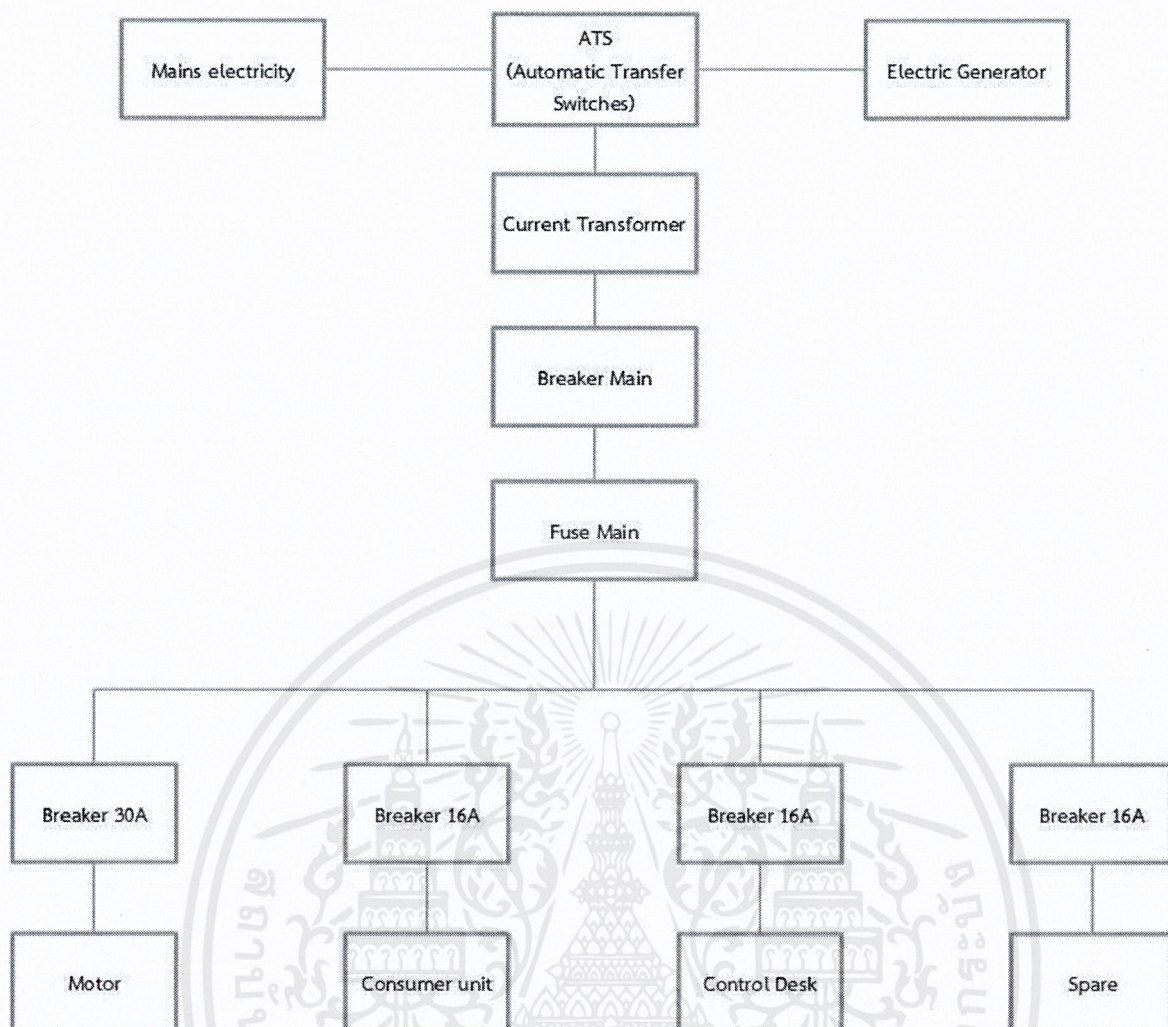 Mains electricity
ATS
(Automatic Transfer
Switches)
Electric Generator
Current Transformer
Breaker Main
Fuse Main
Breaker 30A
Breaker 16A
Breaker 16A
Breaker 16A
Motor
Consumer unit
Control Desk
Spare